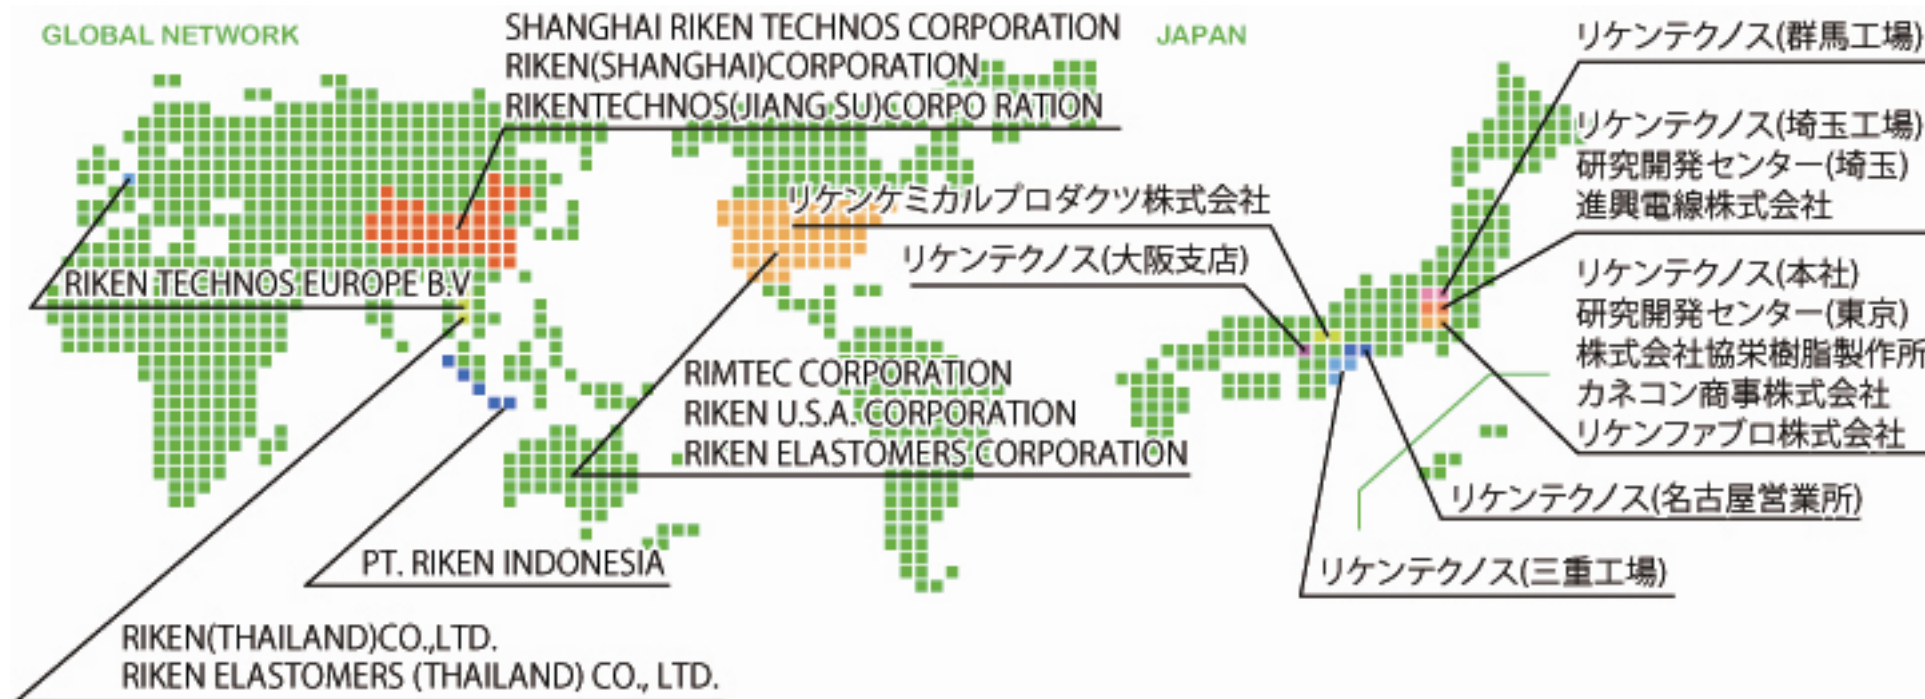 GLOBAL NETWORK
SHANGHAI RIKEN TECHNOS CORPORATION
RIKEN(SHANGHAI)CORPORATION
RIKENTECHNOS(JIANG SU)CORPO RATION
RIKEN TECHNOS EUROPE B.V
RIMTEC CORPORATION
RIKEN U.S.A. CORPORATION
RIKEN ELASTOMERS CORPORATION
PT. RIKEN INDONESIA
RIKEN(THAILAND)CO.,LTD.
RIKEN ELASTOMERS (THAILAND) CO., LTD.
JAPAN
リケンケミカルプロダクツ株式会社
リケンテクノス(大阪支店)
リケンテクノス(群馬工場)
リケンテクノス(埼玉工場)
研究開発センター(埼玉)
進興電線株式会社
リケンテクノス(本社)
研究開発センター(東京)
株式会社協栄樹脂製作所
カネコン商事株式会社
リケンファブロ株式会社
リケンテクノス(名古屋営業所)
リケンテクノス(三重工場)